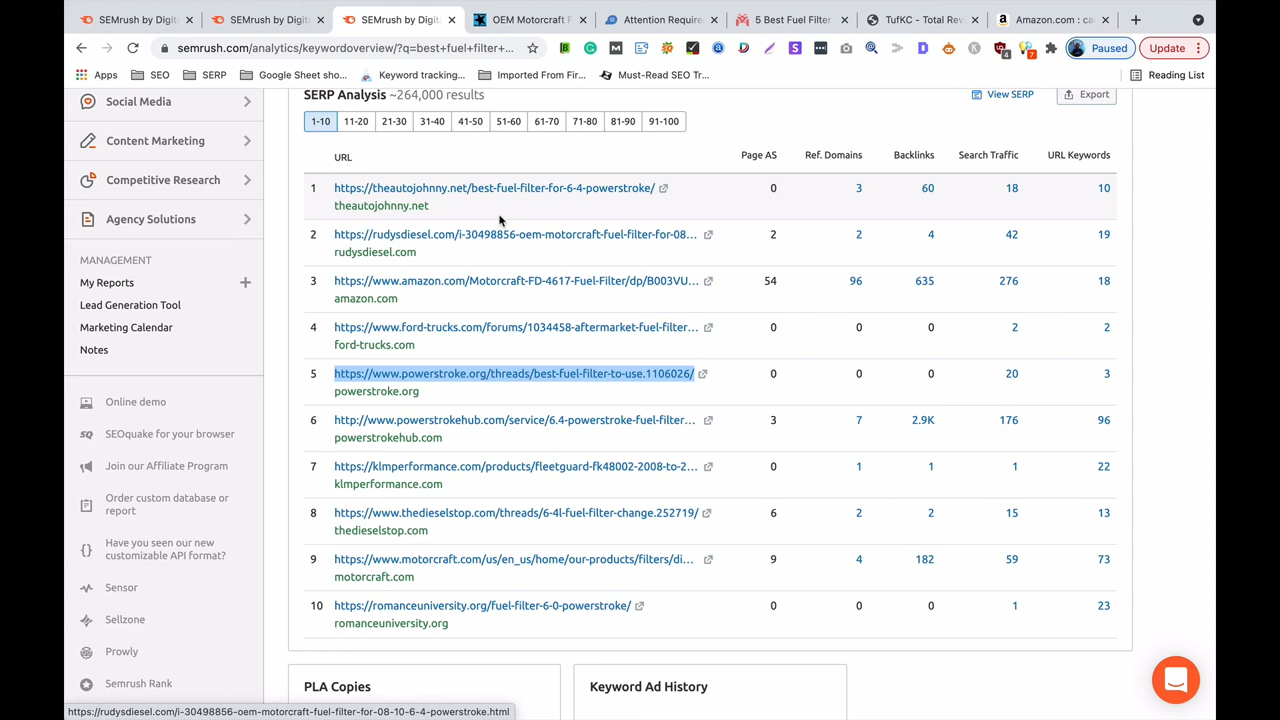 SEMrush by Digita
SEMrush by Digita
SEMrush by Digita
OEM Motorcraft F
Attention Require
5 Best Fuel Filter
TufKC - Total Rev
Amazon.com : ca
semrush.com/analytics/keywordoverview/?q=best+fuel+filter+...
Paused
Update
Apps
SEO
SERP
Google Sheet sho...
Keyword tracking...
Imported From Fir...
Must-Read SEO Tr...
Reading List
Social Media
Content Marketing
Competitive Research
Agency Solutions
MANAGEMENT
My Reports
Lead Generation Tool
Marketing Calendar
Notes
Online demo
SEOquake for your browser
Join our Affiliate Program
Order custom database or
report
Have you seen our new
customizable API format?
Sensor
Sellzone
Prowly
Semrush Rank
SERP Analysis ~264,000 results
View SERP
Export
1-10 11-20 21-30 31-40 41-50 51-60 61-70 71-80 81-90 91-100
URL Page AS Ref. Domains Backlinks Search Traffic URL Keywords
1 https://theautojohnny.net/best-fuel-filter-for-6-4-powerstroke/ 0 3 60 18 10
theautojohnny.net
2 https://rudysdiesel.com/i-30498856-oem-motorcraft-fuel-filter-for-08... 2 2 4 42 19
rudysdiesel.com
3 https://www.amazon.com/Motorcraft-FD-4617-Fuel-Filter/dp/B003VU... 54 96 635 276 18
amazon.com
4 https://www.ford-trucks.com/forums/1034458-aftermarket-fuel-filter... 0 0 0 2 2
ford-trucks.com
5 https://www.powerstroke.org/threads/best-fuel-filter-to-use.1106026/ 0 0 0 20 3
powerstroke.org
6 http://www.powerstrokehub.com/service/6.4-powerstroke-fuel-filter... 3 7 2.9K 176 96
powerstrokehub.com
7 https://klmperformance.com/products/fleetguard-fk48002-2008-to-2... 0 1 1 1 22
klmperformance.com
8 https://www.thedieselstop.com/threads/6-4l-fuel-filter-change.252719/ 6 2 2 15 13
thedieselstop.com
9 https://www.motorcraft.com/us/en_us/home/our-products/filters/di... 9 4 182 59 73
motorcraft.com
10 https://romanceuniversity.org/fuel-filter-6-0-powerstroke/ 0 0 0 1 23
romanceuniversity.org
PLA Copies
Keyword Ad History
https://rudysdiesel.com/i-30498856-oem-motorcraft-fuel-filter-for-08-10-6-4-powerstroke.html